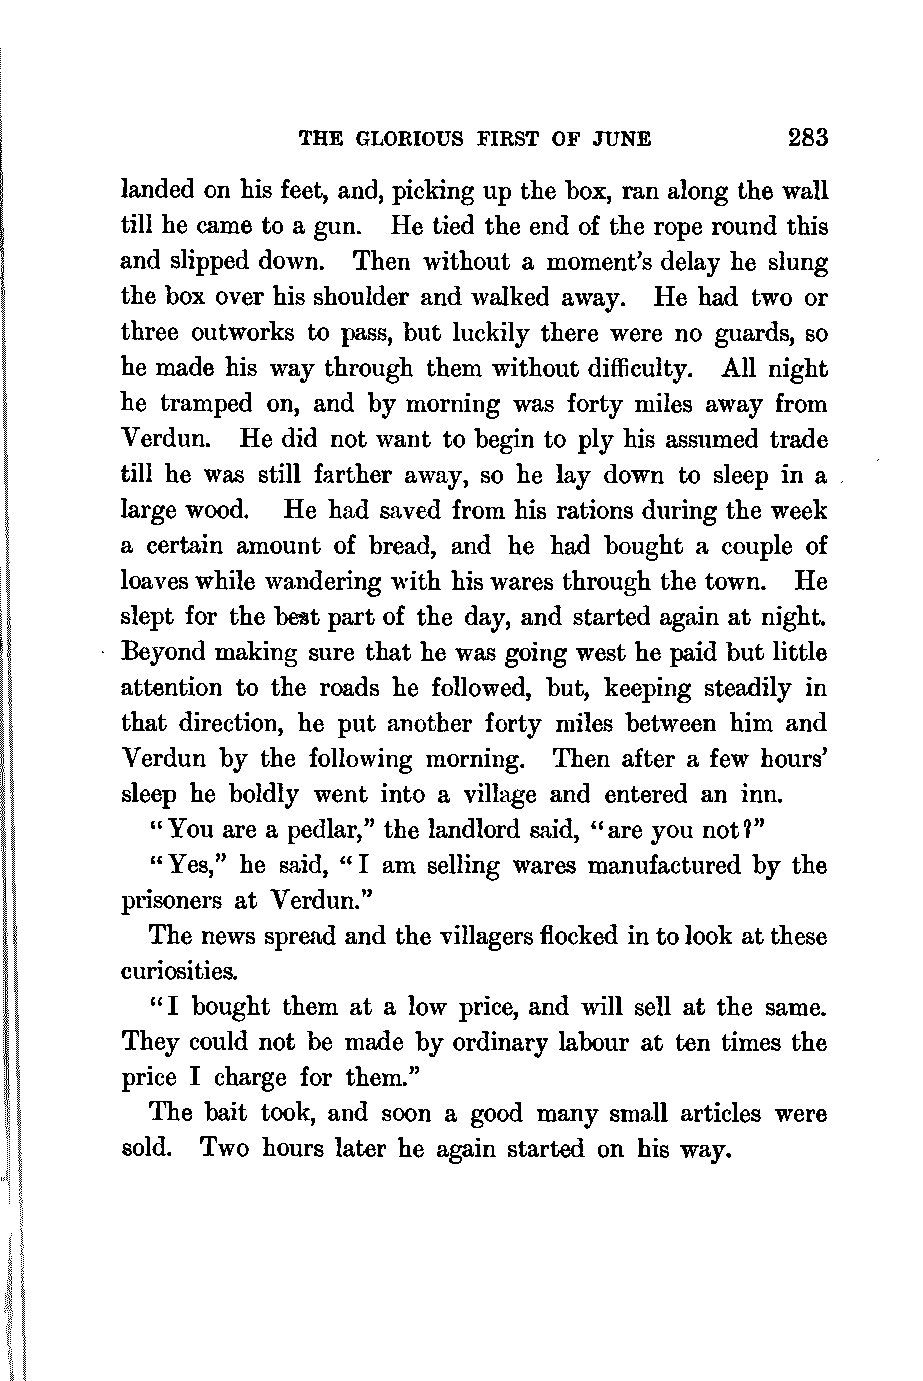 THE GLORIOUS FIRST OF JUNE 283
landed on his feet, and, picking up the box, ran along the wall
till he came to a gun. He tied the end of the rope round this
and slipped down. Then without a moment's delay he slung
the box over his shoulder and walked away. He had two or
three outworks to pass, but luckily there were no guards, so
he made his way through them without difficulty. All night
he tramped on, and by morning was forty miles away from
Verdun. He did not want to begin to ply his assumed trade
till he was still farther away, so he lay down to sleep in a
large wood. He had saved from his rations during the week
a certain amount of bread, and he had bought a couple of
loaves while wandering with his wares through the town. He
slept for the best part of the day, and started again at night.
Beyond making sure that he was going west he paid but little
attention to the roads he followed, but, keeping steadily in
that direction, he put another forty miles between him and
Verdun by the following morning. Then after a few hours'
sleep he boldly went into a village and entered an inn.
"You are a pedlar," the landlord said, "are you not?"
"Yes," he said, "I am selling wares manufactured by the
prisoners at Verdun."
The news spread and the villagers flocked in to look at these
curiosities.
"I bought them at a low price, and will sell at the same.
They could not be made by ordinary labour at ten times the
price I charge for them."
The bait took, and soon a good many small articles were
sold. Two hours later he again started on his way.